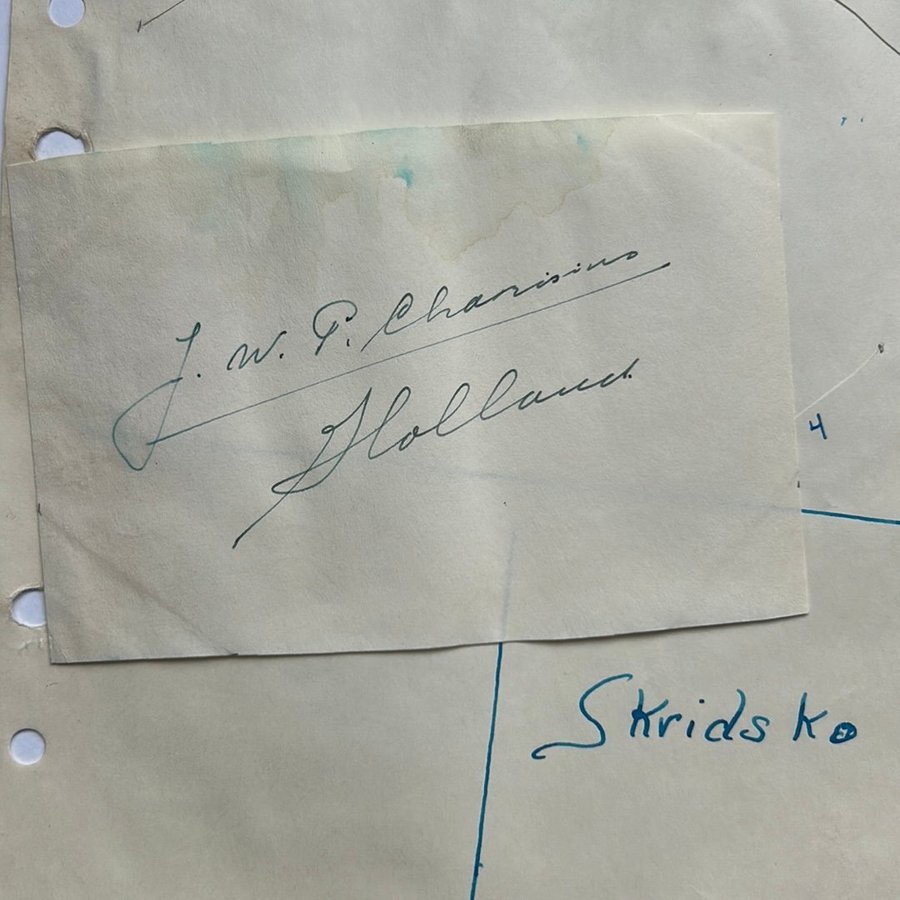 J. W. P. Charisius
Holland.
4
Skridsko